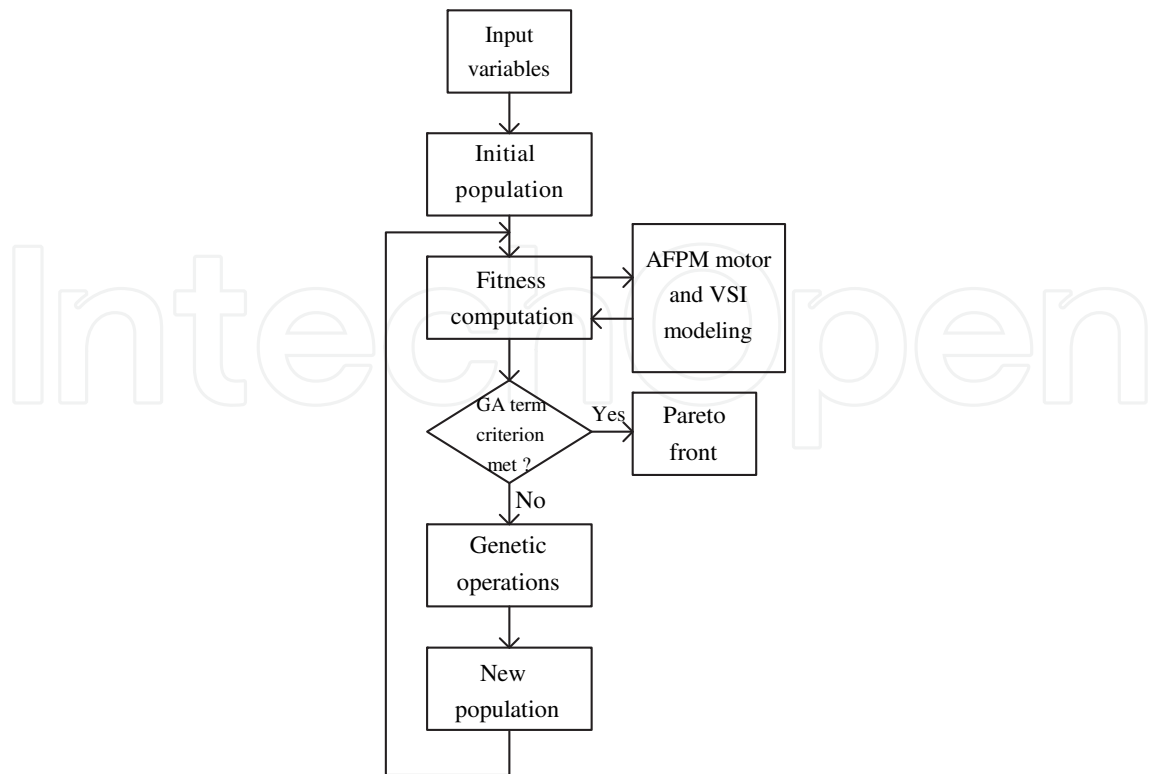 Input
variables
Initial
population
Fitness
computation
AFPM motor
and VSI
modeling
GA term
criterion
met ?
Yes
Pareto
front
No
Genetic
operations
New
population
IntechOpen